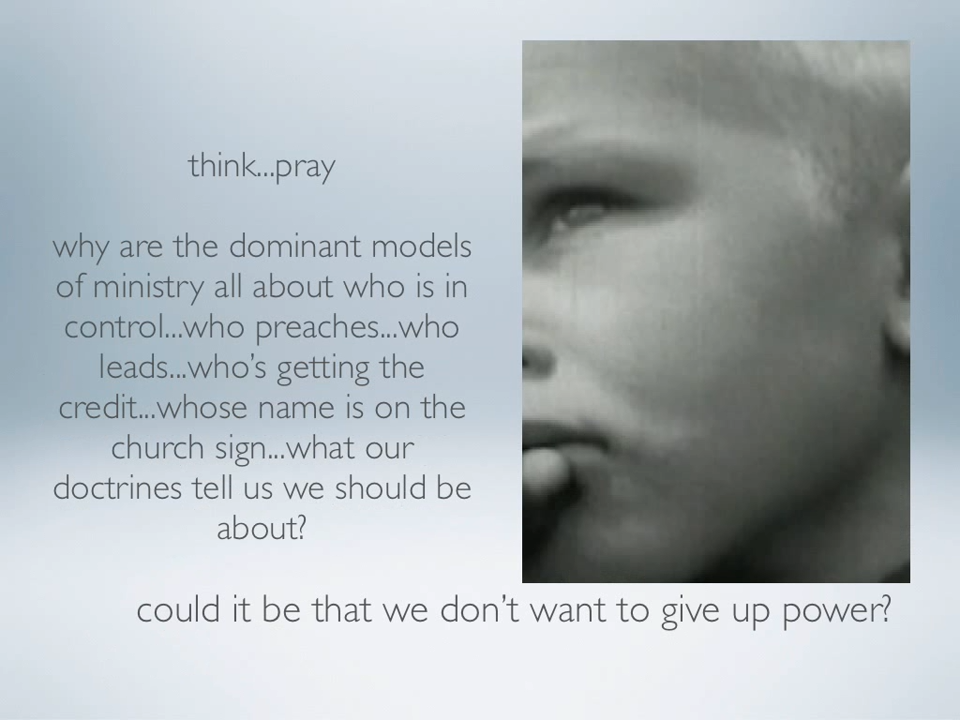 think...pray
why are the dominant models
of ministry all about who is in
control...who preaches...who
leads...who's getting the
credit...whose name is on the
church sign...what our
doctrines tell us we should be
about?
could it be that we don't want to give up power?